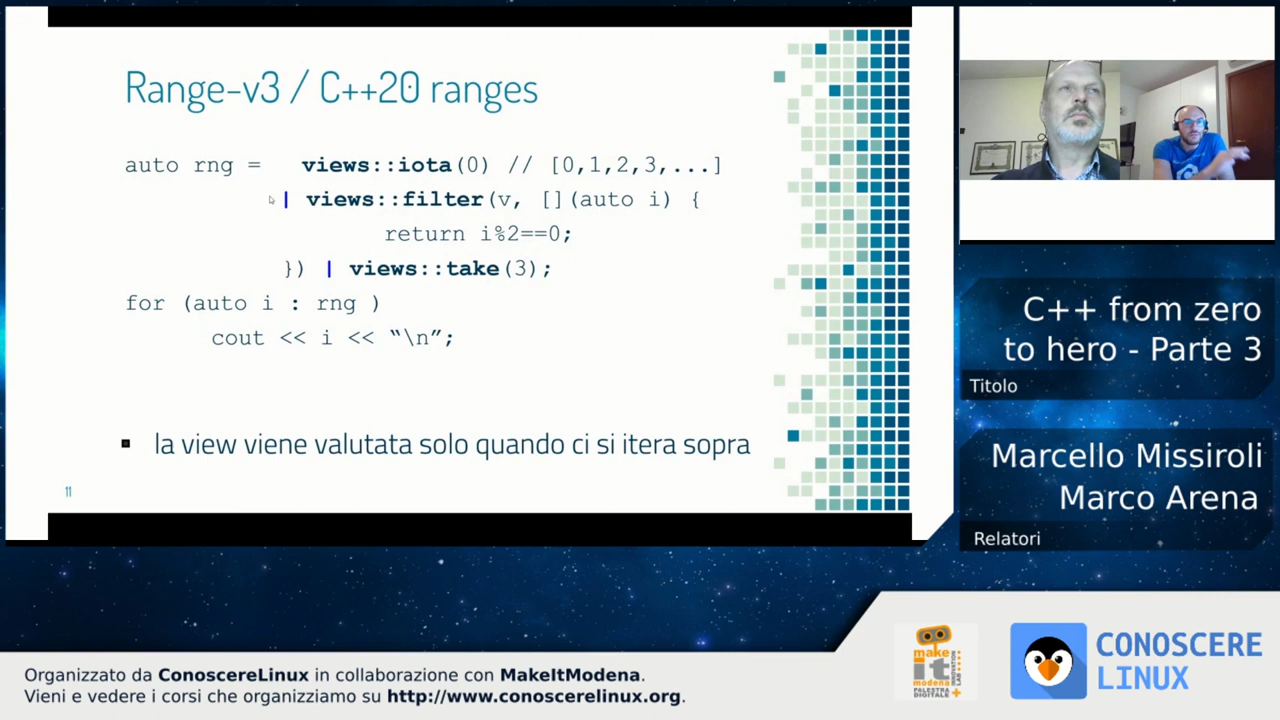 Range-v3 / C++20 ranges
auto rng = views::iota(0) // [0,1,2,3,...]
| views::filter(v, [](auto i) {
return i%2==0;
}) | views::take(3);
for (auto i : rng )
cout << i << “\n”;
la view viene valutata solo quando ci si itera sopra
11
C++ from zero
to hero - Parte 3
Titolo
Marcello Missiroli
Marco Arena
Relatori
make
it
modena
PALESTRA
DIGITALE
CONOSCERE
LINUX
Organizzato da ConoscereLinux in collaborazione con MakeItModena.
Vieni e vedere i corsi che organizziamo su http://www.conoscerelinux.org.